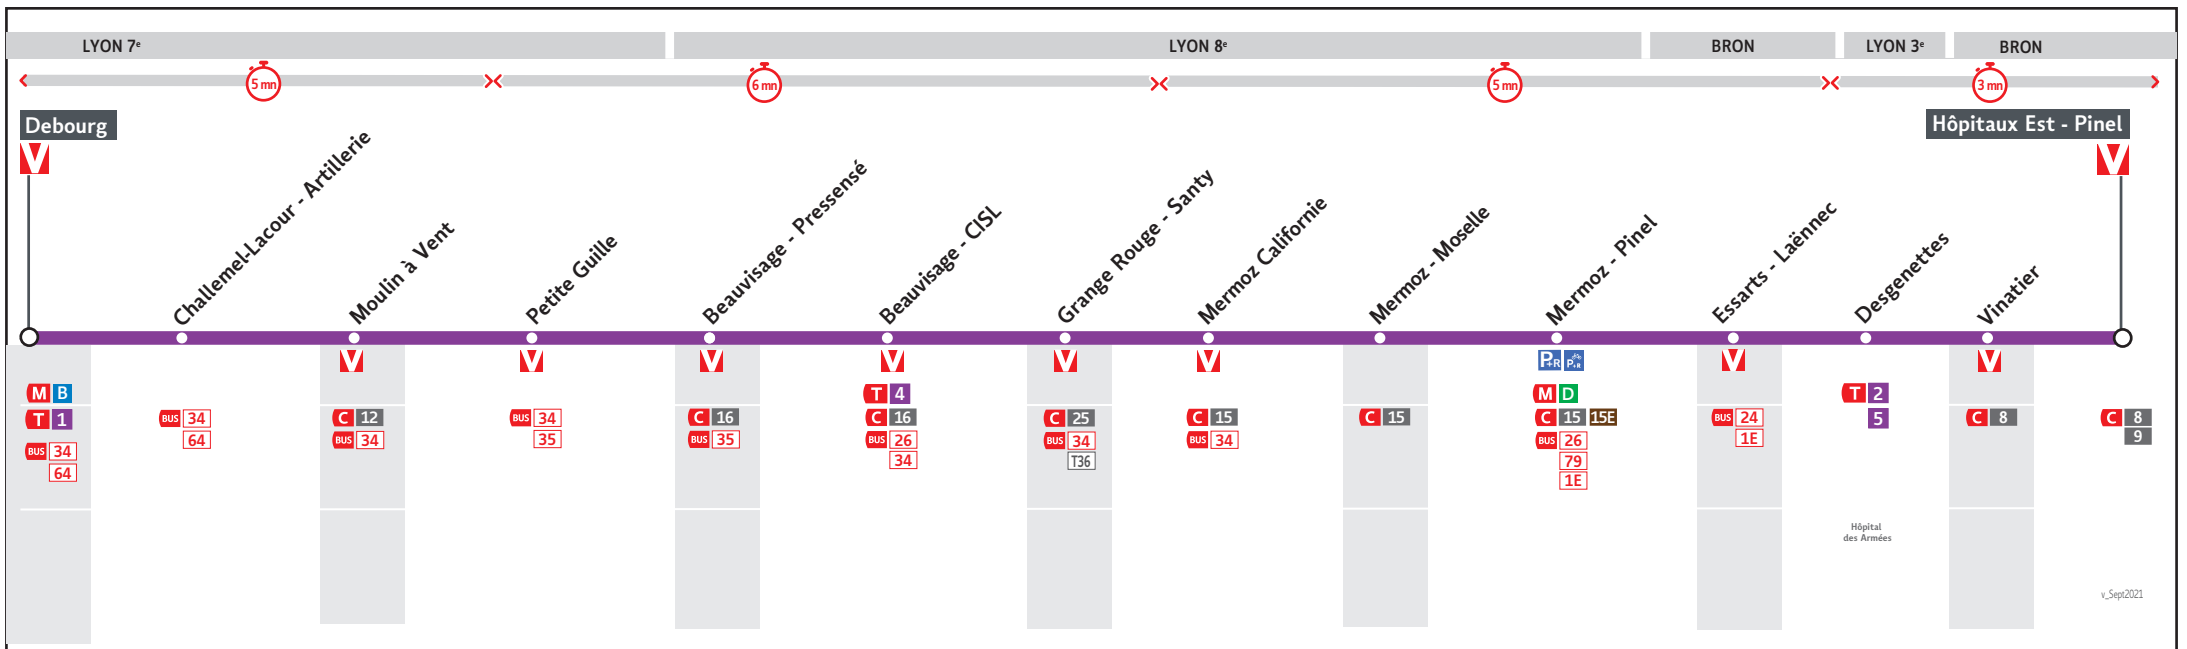 LYON 7e
LYON 8e
BRON
LYON 3e
BRON
5 mn
6 mn
5 mn
3 mn
Debourg
Hôpitaux Est - Pinel
V
V
Challemel-Lacour - Artillerie
Moulin à Vent
Petite Guille
Beauvisage - Pressensé
Beauvisage - CISL
Grange Rouge - Santy
Mermoz Californie
Mermoz - Moselle
Mermoz - Pinel
Essarts - Laënnec
Desgenettes
Vinatier
V
V
V
V
V
V
P+R P+R
V
V
M B
T 1
BUS 34
64
BUS 34
64
C 12
BUS 34
BUS 34
35
C 16
BUS 35
T 4
C 16
BUS 26
34
C 25
BUS 34
T36
C 15
BUS 34
C 15
M D
C 15 15E
BUS 26
79
1E
BUS 24
1E
T 2
5
C 8
C 8
9
Hôpital
des Armées
v_Sept2021